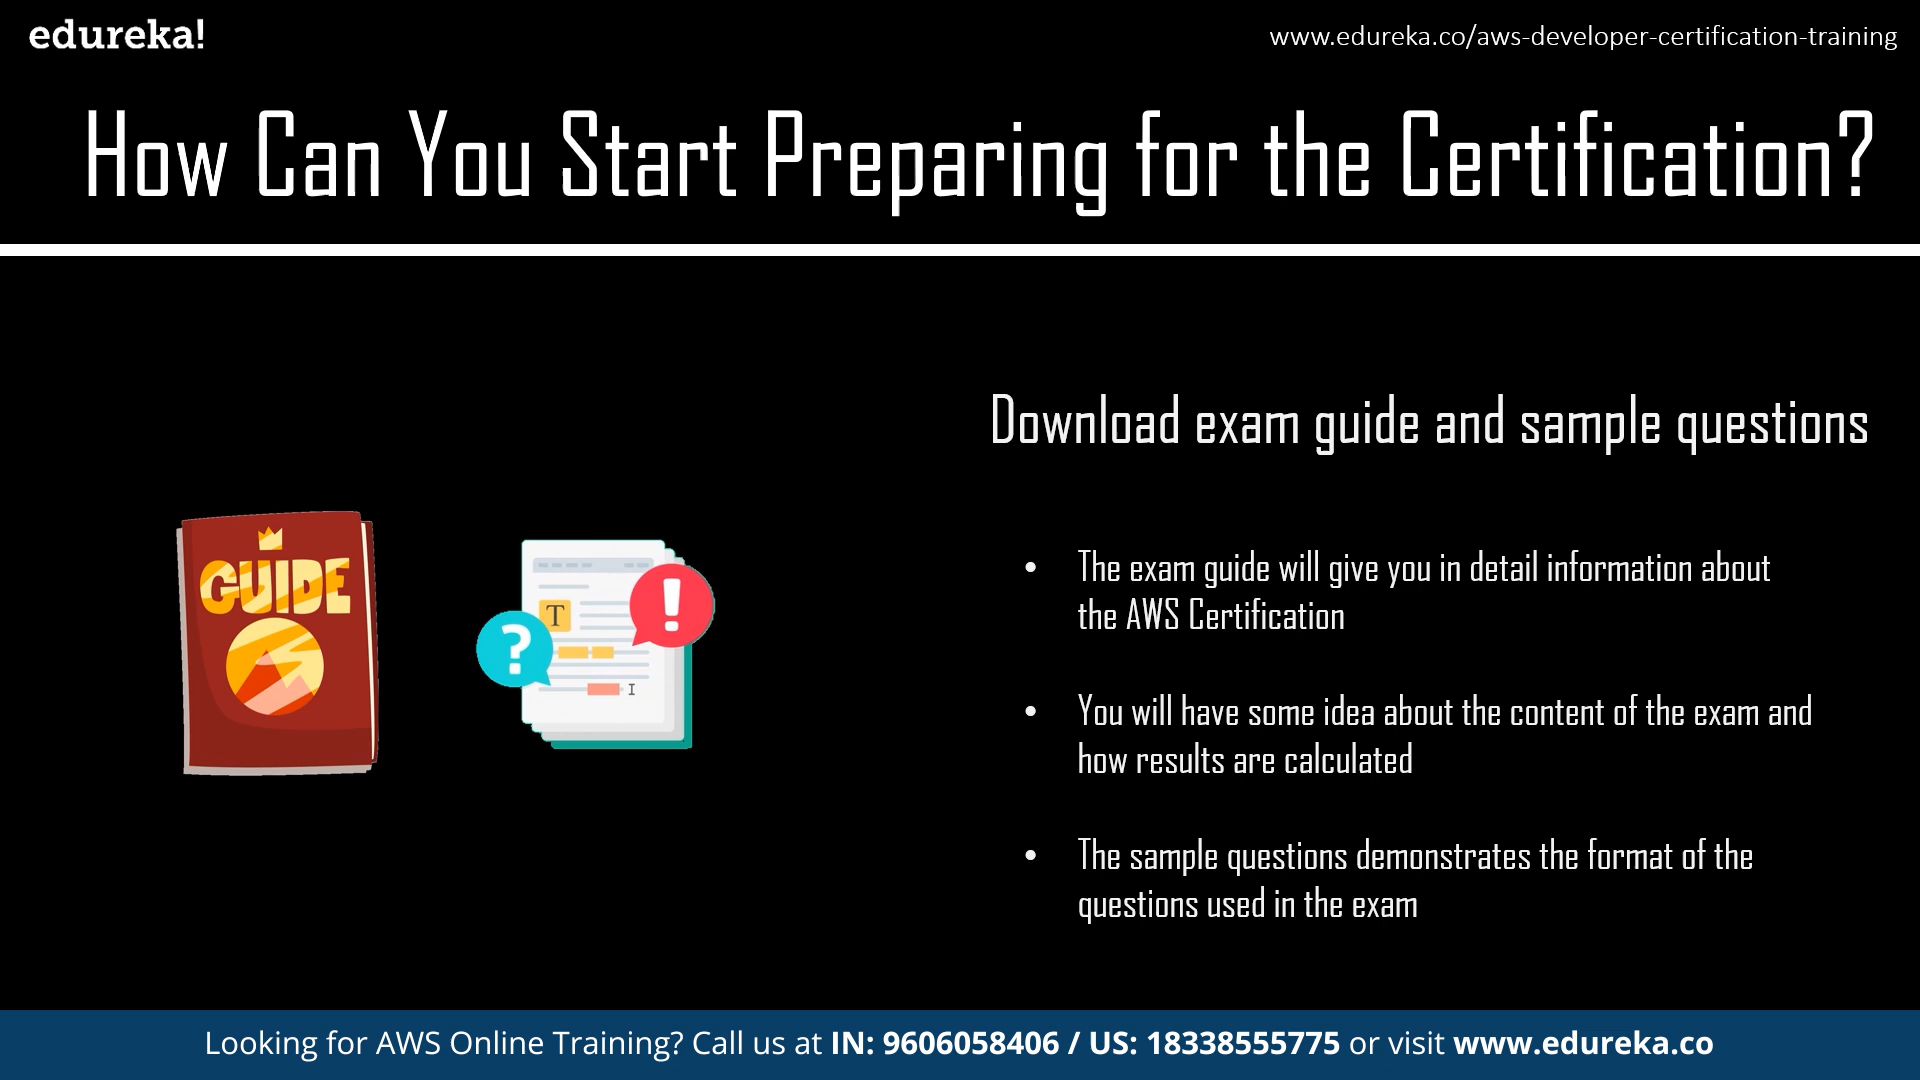 edureka!
www.edureka.co/aws-developer-certification-training
How Can You Start Preparing for the Certification?
Download exam guide and sample questions
GUIDE
T
?
!
• The exam guide will give you in detail information about
the AWS Certification
• You will have some idea about the content of the exam and
how results are calculated
• The sample questions demonstrates the format of the
questions used in the exam
Looking for AWS Online Training? Call us at IN: 9606058406 / US: 18338555775 or visit www.edureka.co